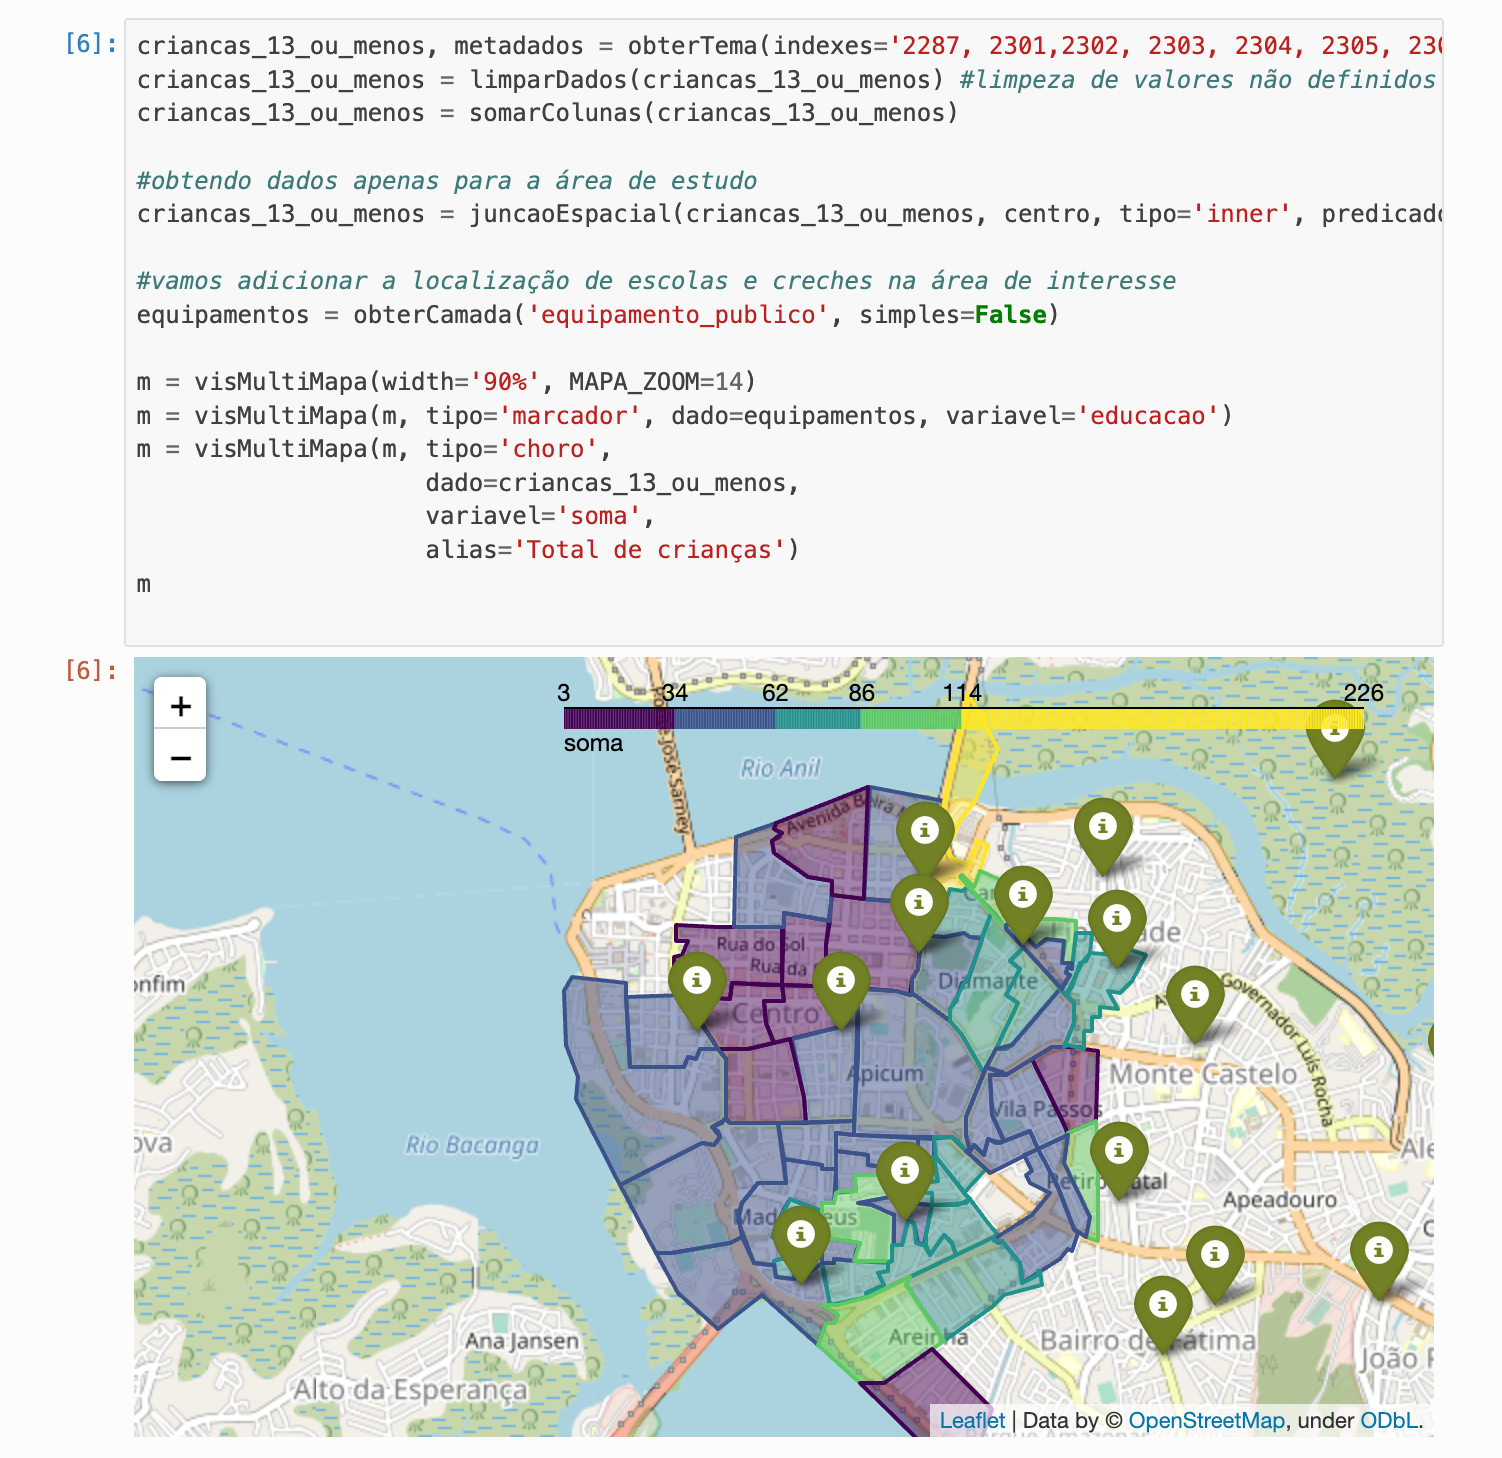 [6]:
criancas_13_ou_menos, metadados = obterTema(indexes='2287, 2301,2302, 2303, 2304, 2305, 230
criancas_13_ou_menos = limparDados(criancas_13_ou_menos) #limpeza de valores não definidos
criancas_13_ou_menos = somarColunas(criancas_13_ou_menos)
#obtendo dados apenas para a área de estudo
criancas_13_ou_menos = juncaoEspacial(criancas_13_ou_menos, centro, tipo='inner', predicado
#vamos adicionar a localização de escolas e creches na área de interesse
equipamentos = obterCamada('equipamento_publico', simples=False)
m = visMultiMapa(width='90%', MAPA_ZOOM=14)
m = visMultiMapa(m, tipo='marcador', dado=equipamentos, variavel='educacao')
m = visMultiMapa(m, tipo='choro',
dado=criancas_13_ou_menos,
variavel='soma',
alias='Total de crianças')
m
[6]:
+
−
3 34 62 86 114 226
soma
José Sarney
Rio Anil
Avenida Beira
Rua do Sol
Rua da
Centro
Diamante
dade
onfim
Governador Luís Rocha
Apicum
Monte Castelo
Vila Passos
ova
Rio Bacanga
Retiro Natal
Apeadouro
Ale
Mad eus
Ana Jansen
Areinha
Bairro de Fátima
João P
Alto da Esperança
Leaflet | Data by © OpenStreetMap, under ODbL.